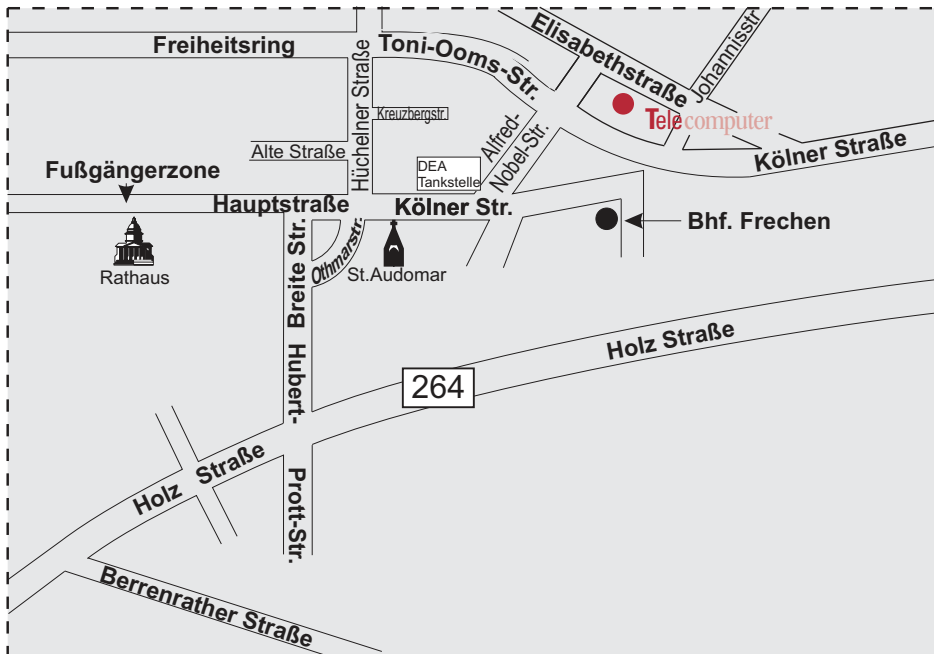 Freiheitsring
Toni-Ooms-Str.
Elisabethstraße
Johannisstr
Hüchelner Straße
Kreuzbergstr.
Telecomputer
Alfred-
Nobel-Str.
Alte Straße
Kölner Straße
DEA
Tankstelle
Fußgängerzone
Hauptstraße
Kölner Str.
Bhf. Frechen
Rathaus
Breite Str.
Othmarstr.
St.Audomar
Holz Straße
Hubert-
264
Prott-Str.
Holz Straße
Berrenrather Straße